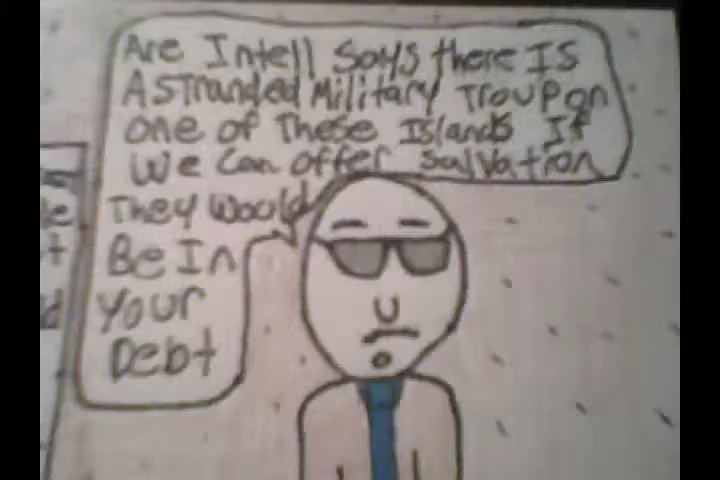 le
t
d
Are Intell Says there Is
A Stranded Military Troup on
one of These Islands If
We Can offer Salvation
They Would
Be In
Your
Debt